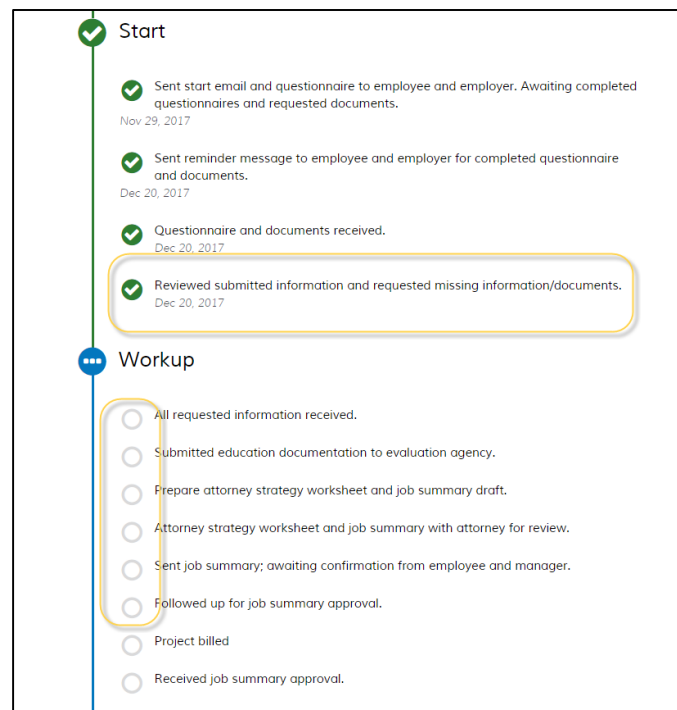 Start
Sent start email and questionnaire to employee and employer. Awaiting completed
questionnaires and requested documents.
Nov 29, 2017
Sent reminder message to employee and employer for completed questionnaire
and documents.
Dec 20, 2017
Questionnaire and documents received.
Dec 20, 2017
Reviewed submitted information and requested missing information/documents.
Dec 20, 2017
Workup
All requested information received.
Submitted education documentation to evaluation agency.
Prepare attorney strategy worksheet and job summary draft.
Attorney strategy worksheet and job summary with attorney for review.
Sent job summary; awaiting confirmation from employee and manager.
Followed up for job summary approval.
Project billed
Received job summary approval.